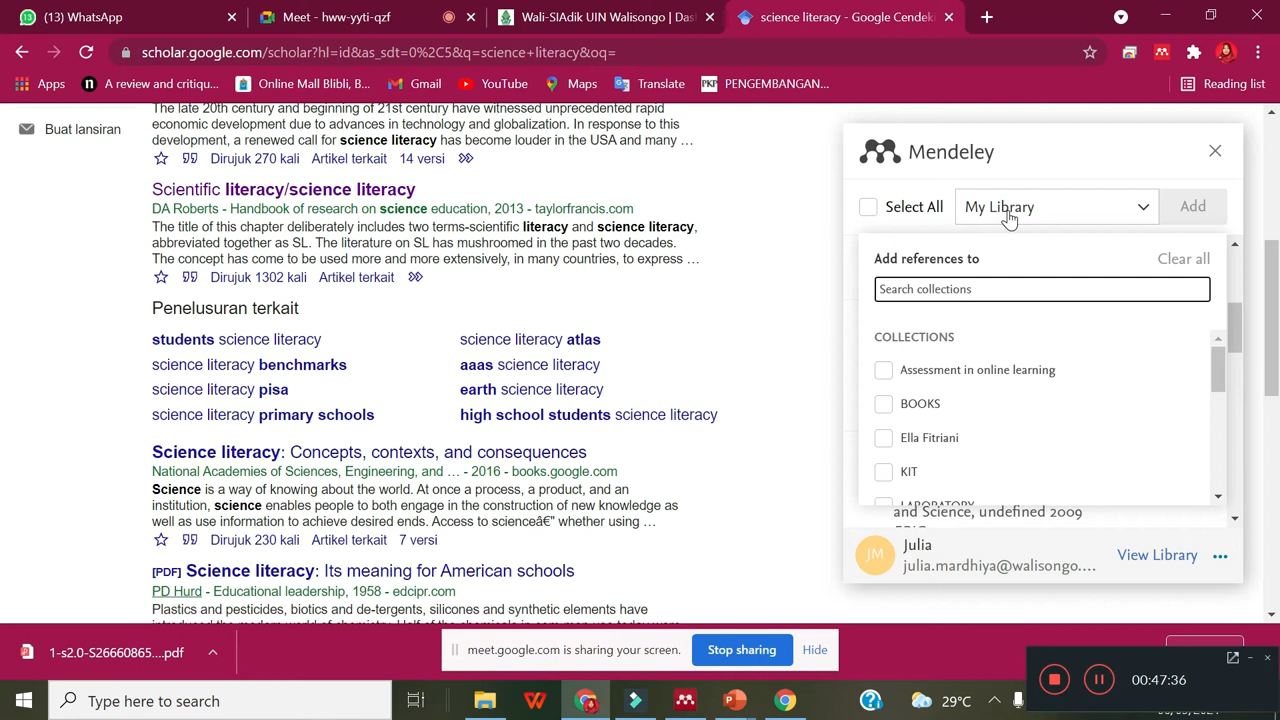 (13) WhatsApp
Meet - hww-yyti-qzf
Wali-SIAdik UIN Walisongo | Das
science literacy - Google Cendeki
scholar.google.com/scholar?hl=id&as_sdt=0%2C5&q=science+literacy&oq=
Apps
A review and critiqu...
Online Mall Blibli, B...
Gmail
YouTube
Maps
Translate
PENGEMBANGAN...
Reading list
Buat lansiran
The late 20th century and beginning of 21st century have witnessed unprecedented rapid
economic development due to advances in technology and globalization. In response to this
development, a renewed call for science literacy has become louder in the USA and many …
Dirujuk 270 kali Artikel terkait 14 versi
Scientific literacy/science literacy
DA Roberts - Handbook of research on science education, 2013 - taylorfrancis.com
The title of this chapter deliberately includes two terms-scientific literacy and science literacy,
abbreviated together as SL. The literature on SL has mushroomed in the past two decades.
The concept has come to be used more and more extensively, in many countries, to express …
Dirujuk 1302 kali Artikel terkait
Penelusuran terkait
students science literacy
science literacy atlas
science literacy benchmarks
aaas science literacy
science literacy pisa
earth science literacy
science literacy primary schools
high school students science literacy
Science literacy: Concepts, contexts, and consequences
National Academies of Sciences, Engineering, and … - 2016 - books.google.com
Science is a way of knowing about the world. At once a process, a product, and an
institution, science enables people to both engage in the construction of new knowledge as
well as use information to achieve desired ends. Access to scienceâ€" whether using …
Dirujuk 230 kali Artikel terkait 7 versi
[PDF] Science literacy: Its meaning for American schools
PD Hurd - Educational leadership, 1958 - edcipr.com
Plastics and pesticides, biotics and de-tergents, silicones and synthetic elements have
Mendeley
Select All
My Library
Add
Add references to
Clear all
Search collections
COLLECTIONS
Assessment in online learning
BOOKS
Ella Fitriani
KIT
LABORATORY
and Science, undefined 2009
JM
Julia
julia.mardhiya@walisongo....
View Library
1-s2.0-S26660865....pdf
meet.google.com is sharing your screen.
Stop sharing
Hide
00:47:36
Type here to search
29°C